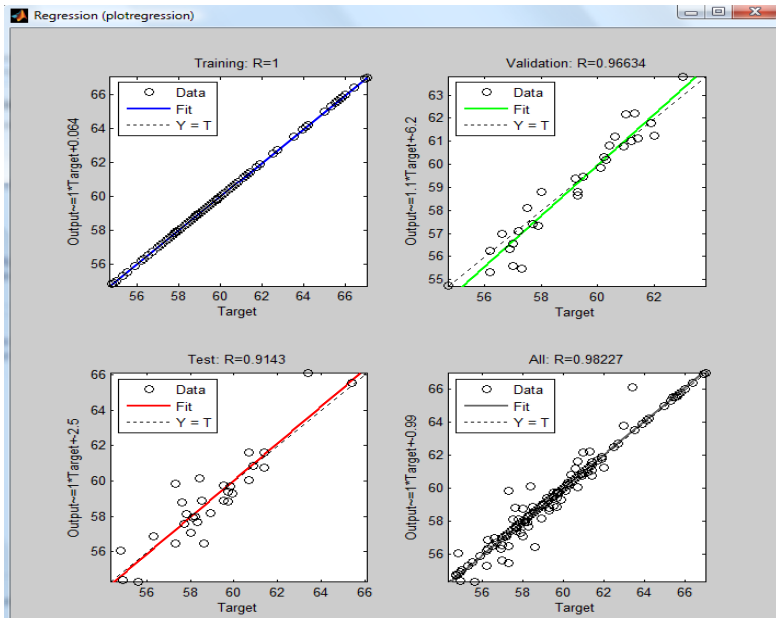 Regression (plotregression)
Training: R=1
Data
Fit
Y = T
Output~=1*Target+0.064
66
64
62
60
58
56
56 58 60 62 64 66
Target
Validation: R=0.96634
Data
Fit
Y = T
Output~=1.1*Target+-6.2
63
62
61
60
59
58
57
56
55
56 58 60 62
Target
Test: R=0.9143
Data
Fit
Y = T
Output~=1*Target+-2.5
66
64
62
60
58
56
56 58 60 62 64 66
Target
All: R=0.98227
Data
Fit
Y = T
Output~=1*Target+-0.99
66
64
62
60
58
56
56 58 60 62 64 66
Target